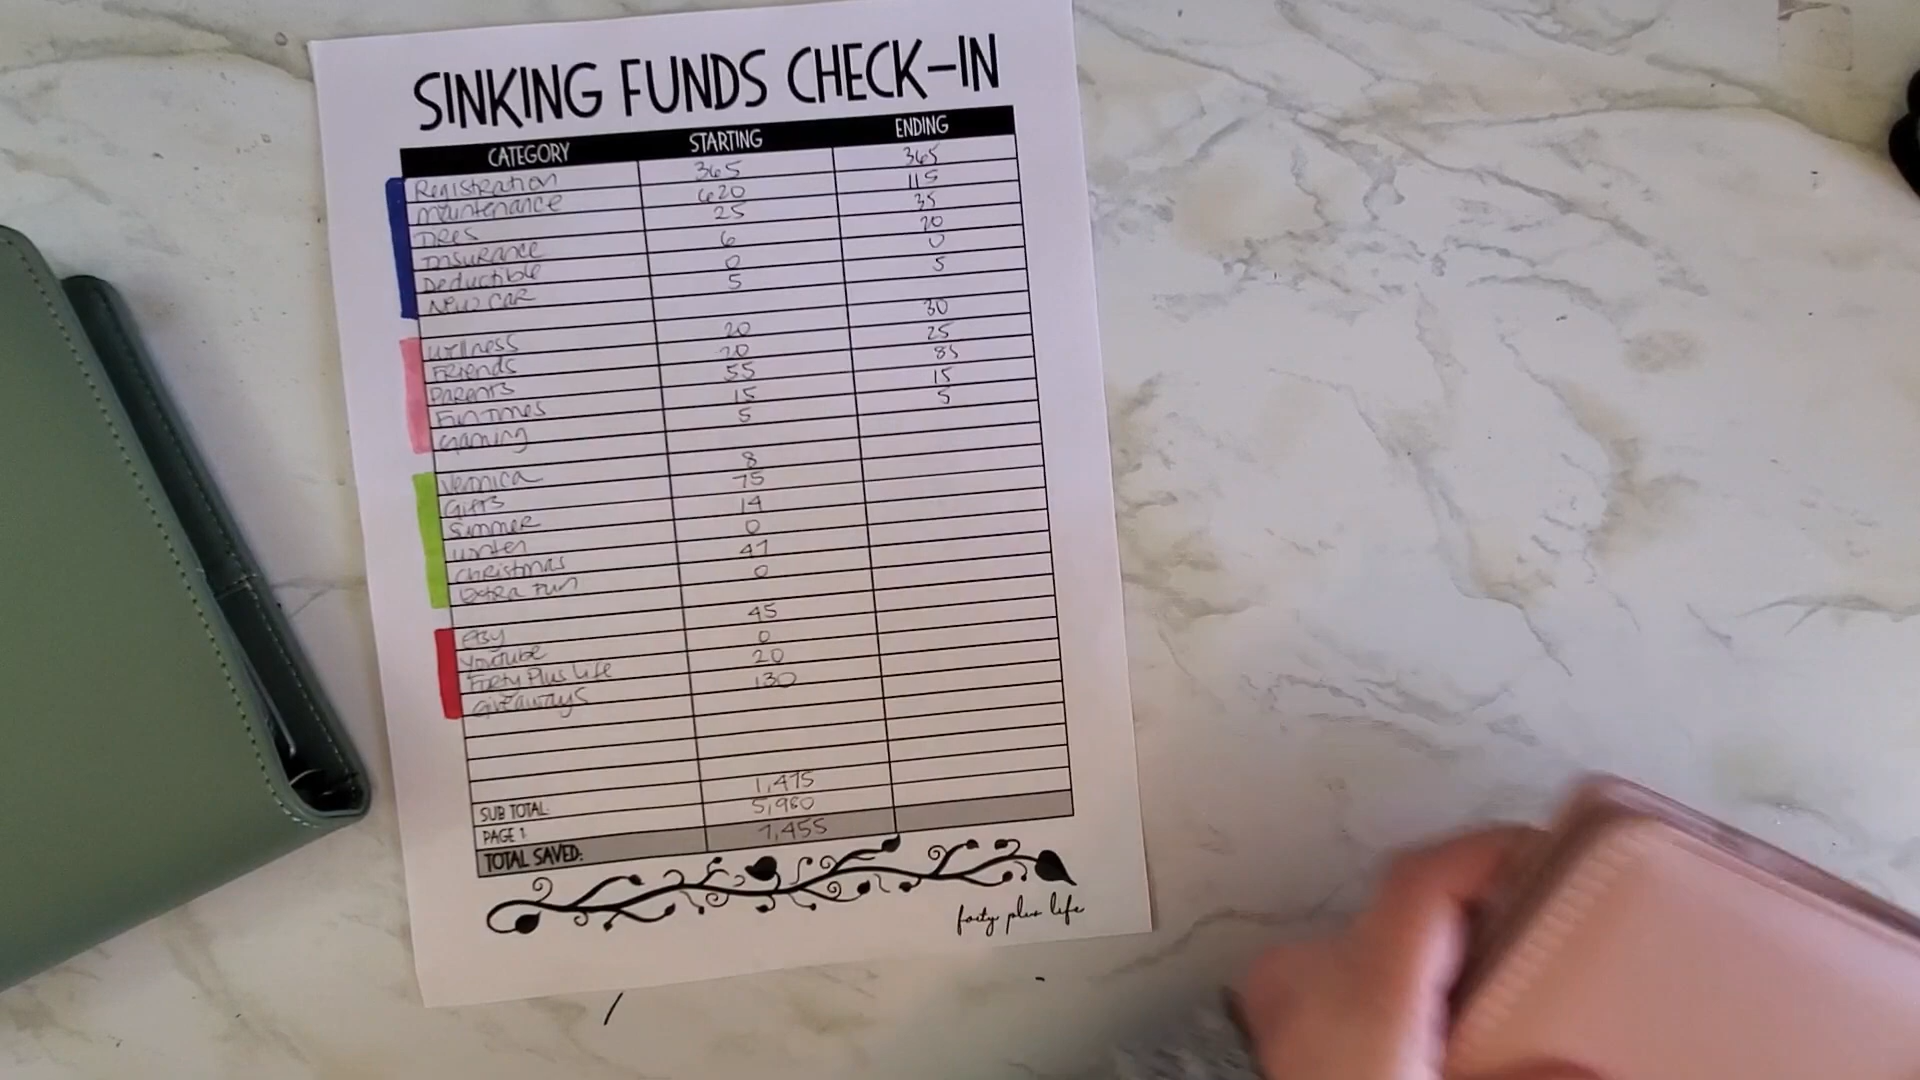 SINKING FUNDS CHECK-IN
CATEGORY STARTING ENDING
Registration 365 365
Maintenance 620 115
Tires 25 35
Insurance 6 20
Deductible 0 0
New Car 5 5
Wellness 20 30
Friends 20 25
Parents 55 85
Fun Times 15 15
Gaming 5 5
Veronica 8
Gifts 75
Summer 14
Winter 0
Christmas 47
Extra Fun 0
Etsy 45
YouTube 0
Forty Plus Life 20
Giveaways 130
SUB TOTAL: 1,475
PAGE 1 5,980
TOTAL SAVED: 7,455
forty plus life